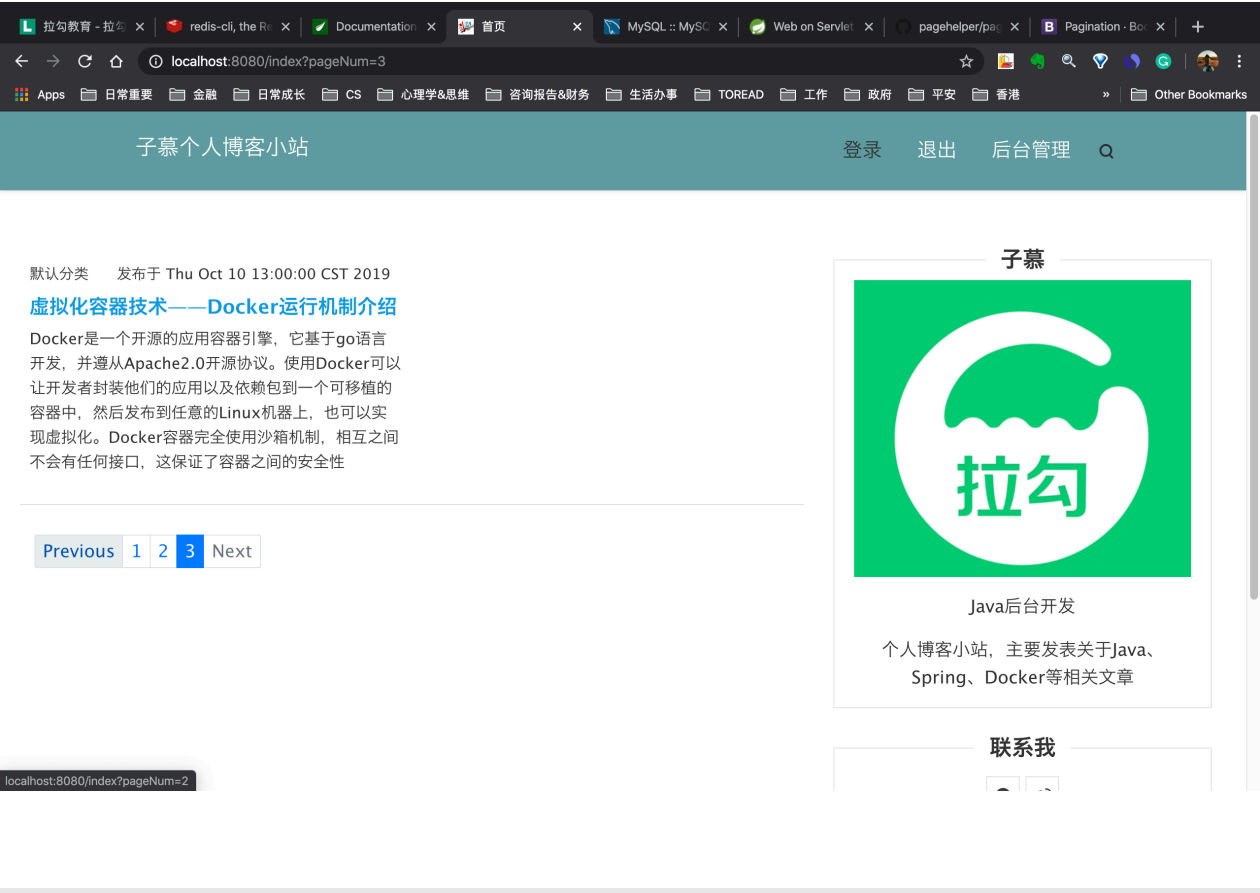 拉勾教育 - 拉勾
redis-cli, the Re
Documentation
首页
MySQL :: MySQ
Web on Servlet
pagehelper/pag
Pagination · Boo
localhost:8080/index?pageNum=3
Apps
日常重要
金融
日常成长
CS
心理学&思维
咨询报告&财务
生活办事
TOREAD
工作
政府
平安
香港
»
Other Bookmarks
子慕个人博客小站
登录
退出
后台管理
默认分类 发布于 Thu Oct 10 13:00:00 CST 2019
虚拟化容器技术——Docker运行机制介绍
Docker是一个开源的应用容器引擎，它基于go语言
开发，并遵从Apache2.0开源协议。使用Docker可以
让开发者封装他们的应用以及依赖包到一个可移植的
容器中，然后发布到任意的Linux机器上，也可以实
现虚拟化。Docker容器完全使用沙箱机制，相互之间
不会有任何接口，这保证了容器之间的安全性
Previous 1 2 3 Next
子慕
拉勾
Java后台开发
个人博客小站，主要发表关于Java、
Spring、Docker等相关文章
联系我
localhost:8080/index?pageNum=2